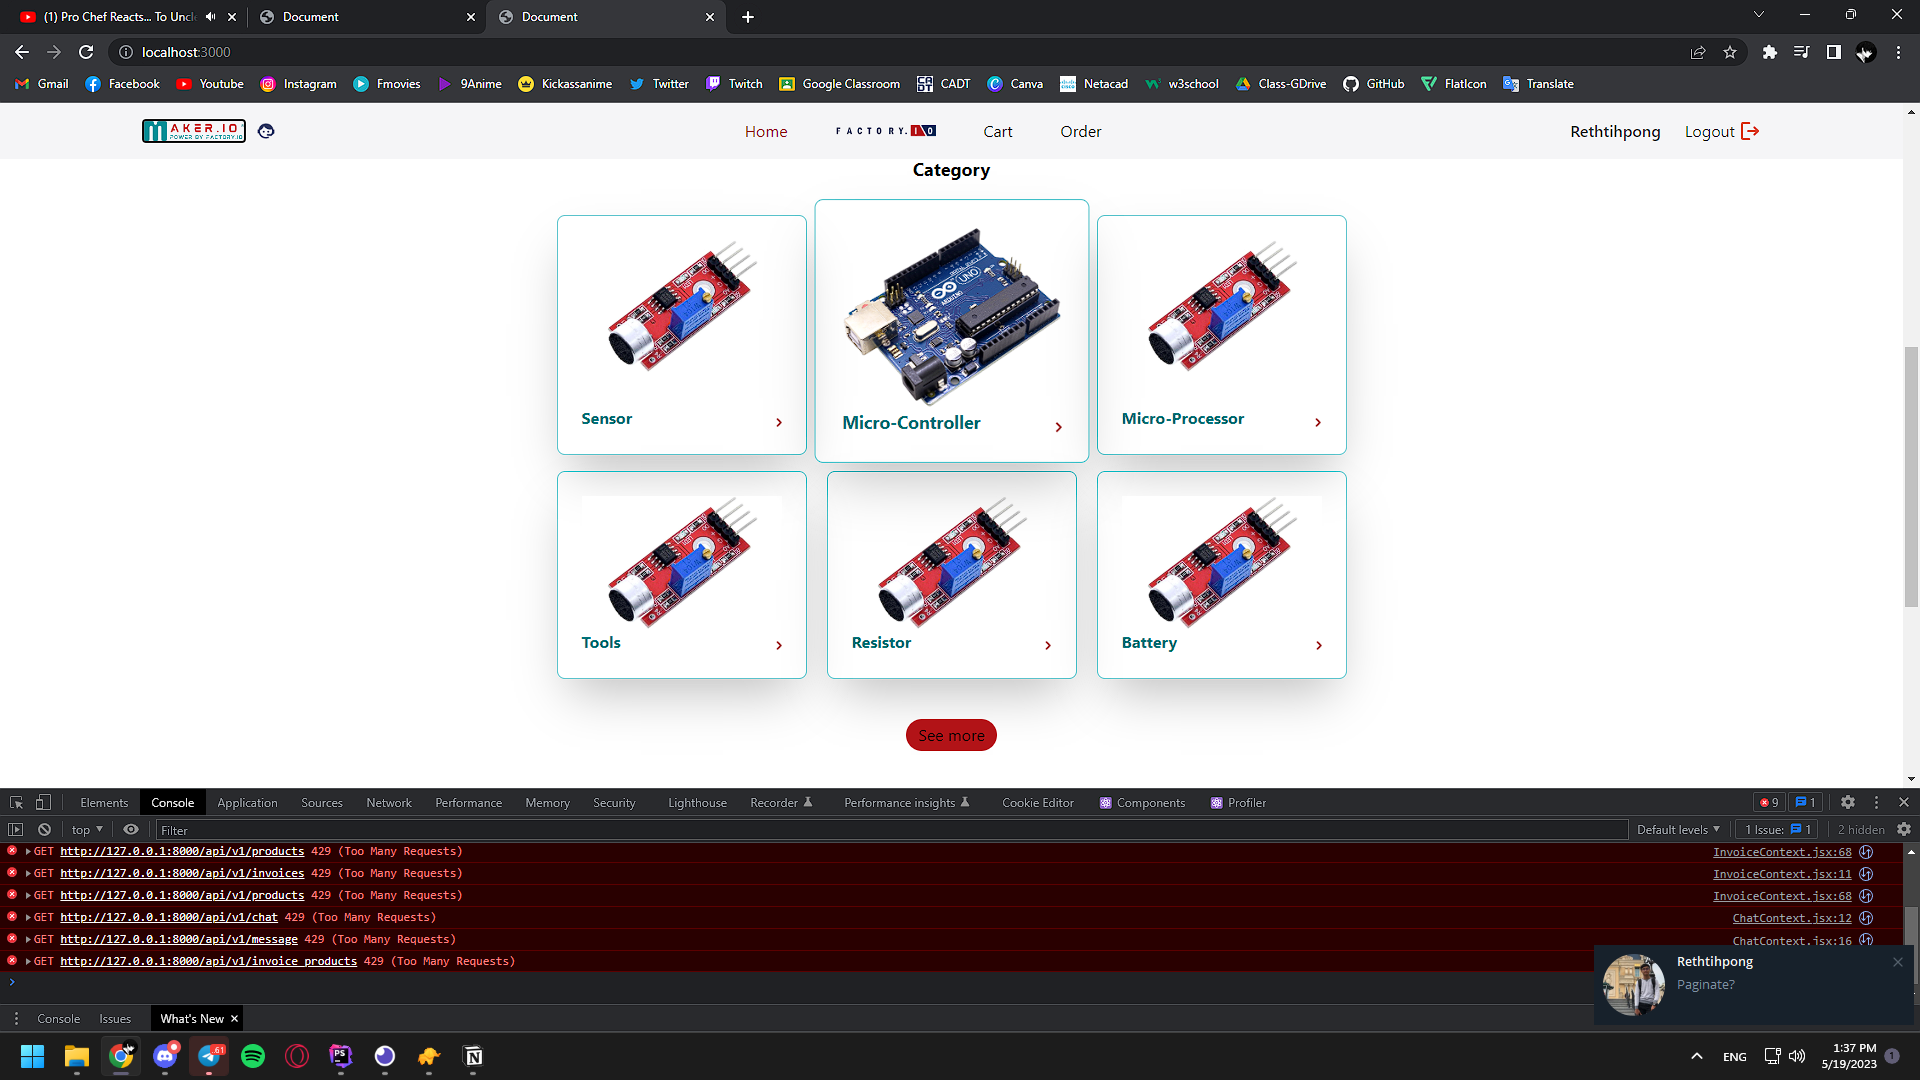 (1) Pro Chef Reacts... To Uncl
Document
Document
localhost:3000
Gmail
Facebook
Youtube
Instagram
Fmovies
9Anime
Kickassanime
Twitter
Twitch
Google Classroom
CADT
Canva
Netacad
w3school
Class-GDrive
GitHub
FlatIcon
Translate
MAKER.IO
POWER BY FACTORY.IO
Home
FACTORY.I\O
Cart
Order
Rethtihpong
Logout
Category
UNO
ARDUINO
Sensor
Micro-Controller
Micro-Processor
Tools
Resistor
Battery
See more
Elements
Console
Application
Sources
Network
Performance
Memory
Security
Lighthouse
Recorder
Performance insights
Cookie Editor
Components
Profiler
9
1
top
Filter
Default levels
1 Issue: 1
2 hidden
GET http://127.0.0.1:8000/api/v1/products 429 (Too Many Requests) InvoiceContext.jsx:68
GET http://127.0.0.1:8000/api/v1/invoices 429 (Too Many Requests) InvoiceContext.jsx:11
GET http://127.0.0.1:8000/api/v1/products 429 (Too Many Requests) InvoiceContext.jsx:68
GET http://127.0.0.1:8000/api/v1/chat 429 (Too Many Requests) ChatContext.jsx:12
GET http://127.0.0.1:8000/api/v1/message 429 (Too Many Requests) ChatContext.jsx:16
GET http://127.0.0.1:8000/api/v1/invoice_products 429 (Too Many Requests)
Rethtihpong
Paginate?
Console
Issues
What's New
61
PS
ENG
1:37 PM
5/19/2023
1